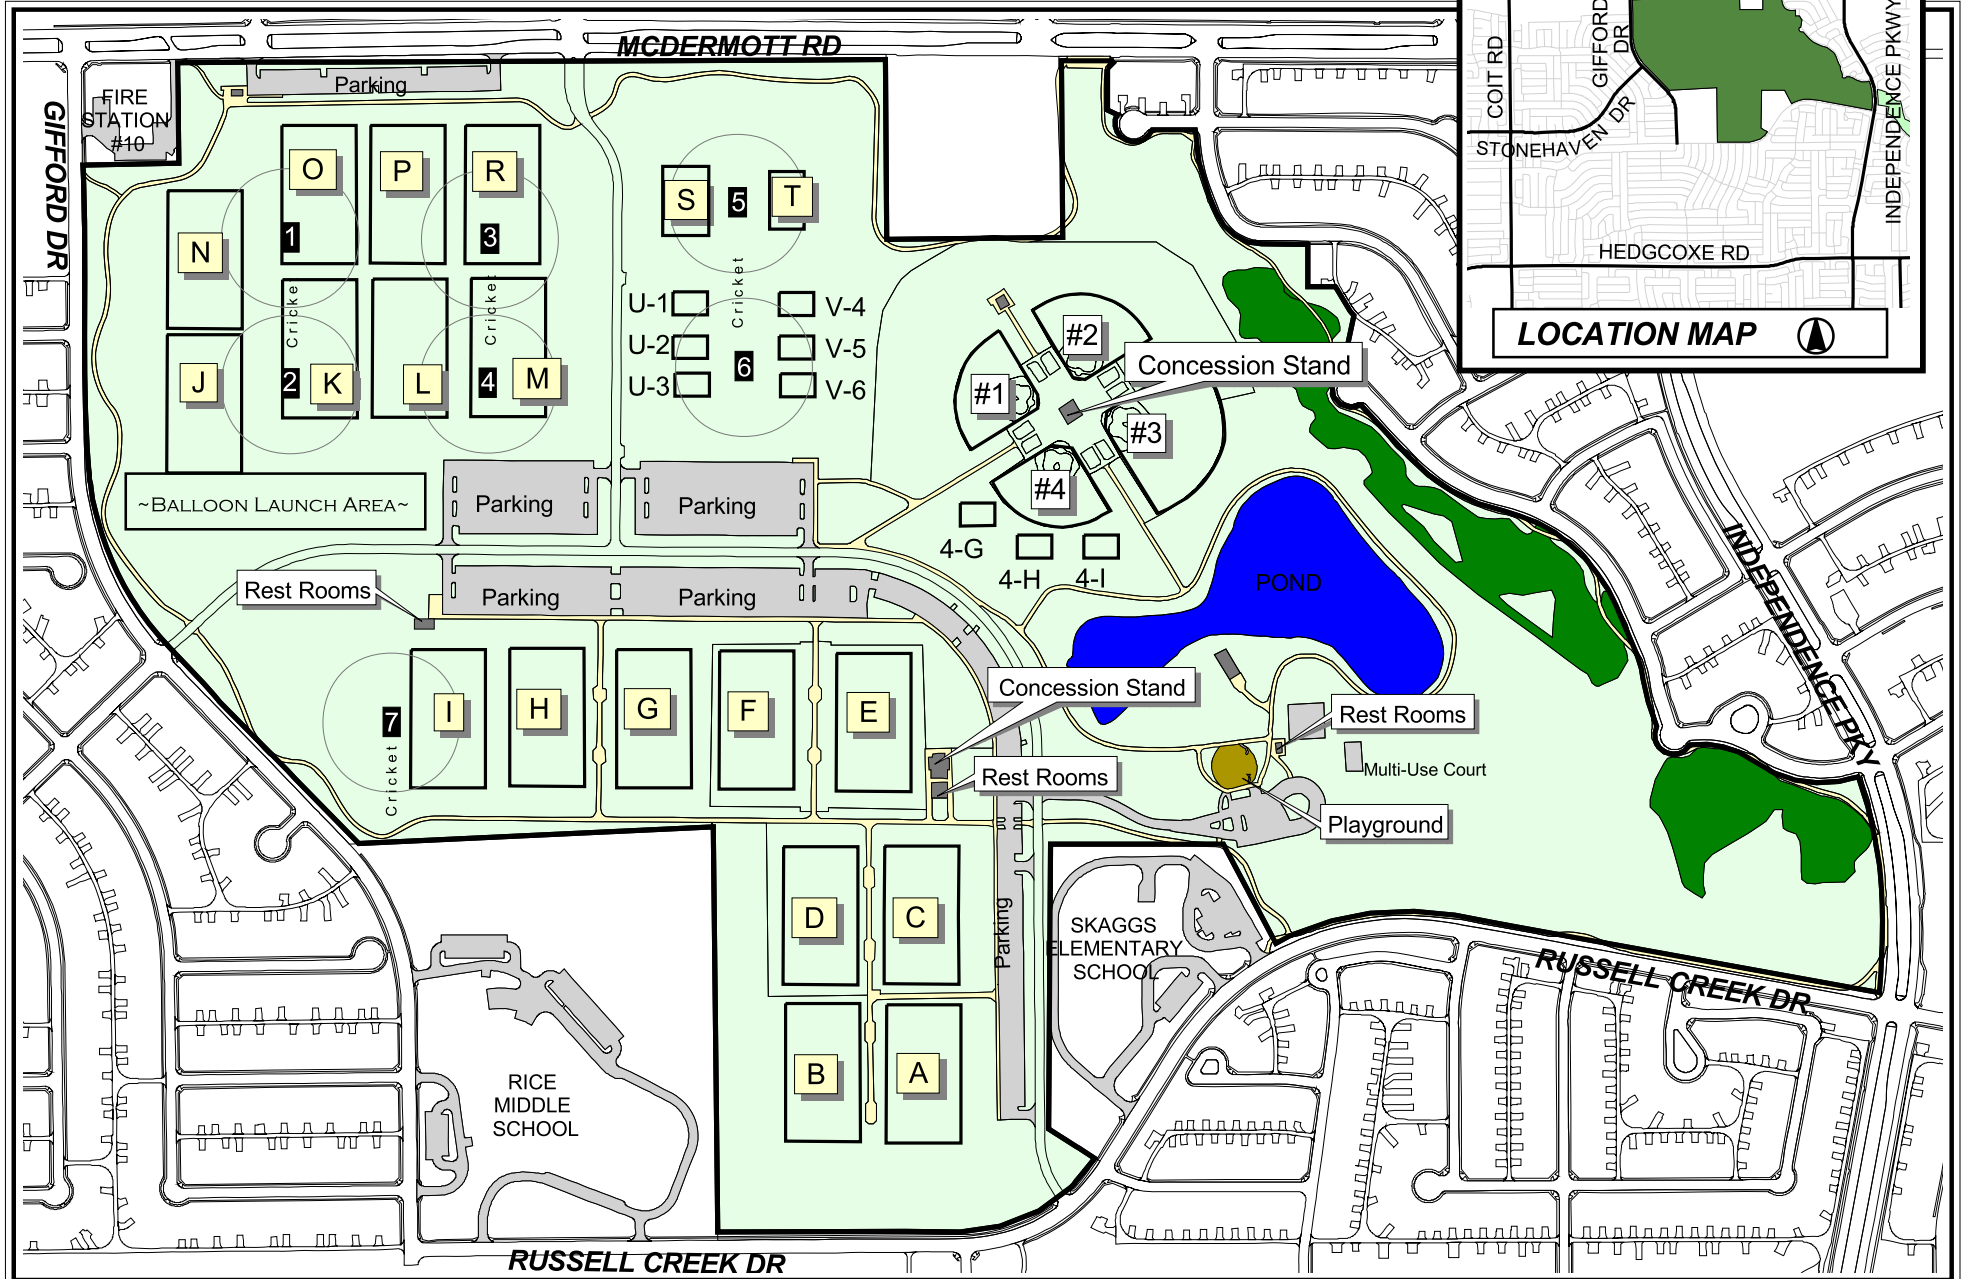 MCDERMOTT RD
Parking
FIRE
STATION
#10
GIFFORD DR
O
P
R
N
1
3
S
5
T
Cricke
Cricke
Cricket
J
2
K
L
4
M
U-1
U-2
U-3
6
V-4
V-5
V-6
#1
#2
#3
#4
Concession Stand
~BALLOON LAUNCH AREA~
Parking
Parking
4-G
4-H
4-I
POND
Rest Rooms
Parking
Parking
7
Cricket
I
H
G
F
E
Concession Stand
Rest Rooms
Rest Rooms
Multi-Use Court
Playground
D
C
B
A
Parking
SKAGGS
ELEMENTARY
SCHOOL
RICE
MIDDLE
SCHOOL
RUSSELL CREEK DR
RUSSELL CREEK DR
INDEPENDENCE PKY
COIT RD
GIFFORD
DR
STONEHAVEN DR
INDEPENDENCE PKWY
HEDGCOXE RD
LOCATION MAP